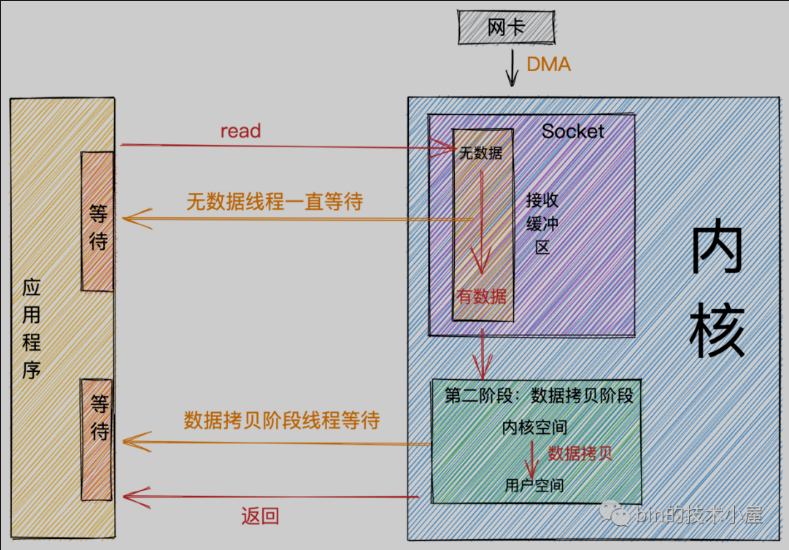 网卡
DMA
read
Socket
无数据
无数据线程一直等待
等待
接收
缓冲
区
有数据
内核
应用程序
第二阶段：数据拷贝阶段
等待
数据拷贝阶段线程等待
内核空间
数据拷贝
用户空间
返回
bin的技术小屋